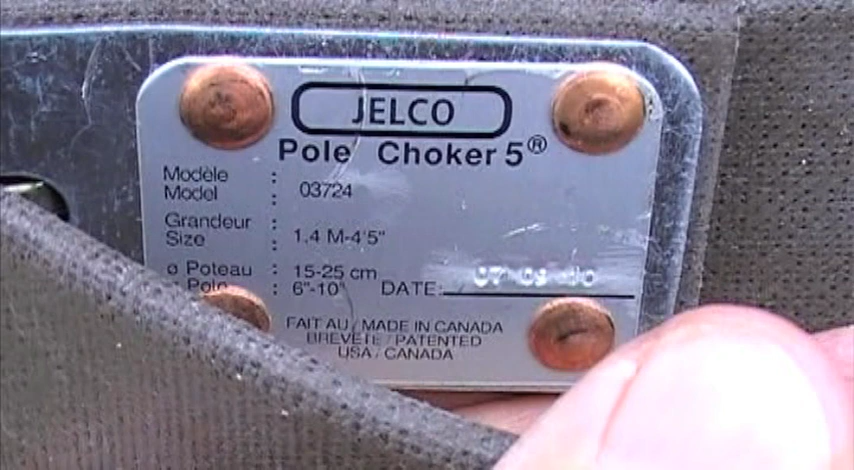 JELCO
Pole Choker 5®
Modèle :
Model : 03724
Grandeur :
Size : 1.4 M-4'5"
ø Poteau : 15-25 cm
Pole : 6"-10" DATE:
FAIT AU / MADE IN CANADA
BREVETÉ / PATENTED
USA / CANADA